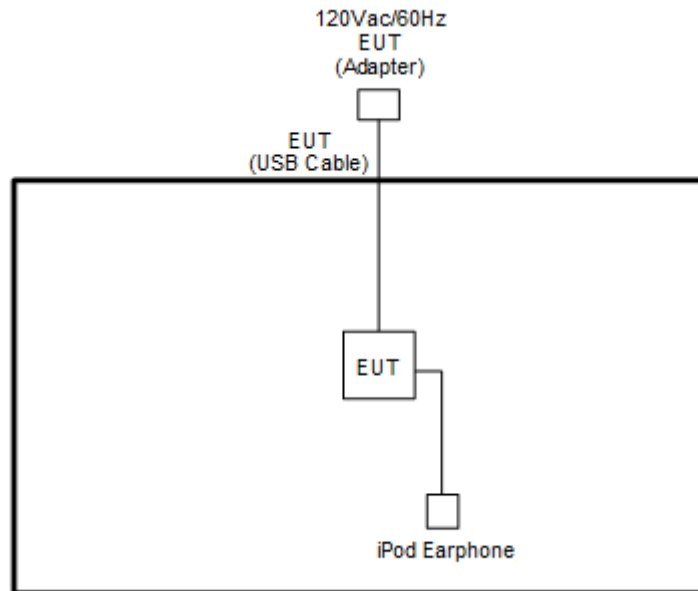 120Vac/60Hz
EUT
(Adapter)
EUT
(USB Cable)
EUT
iPod Earphone